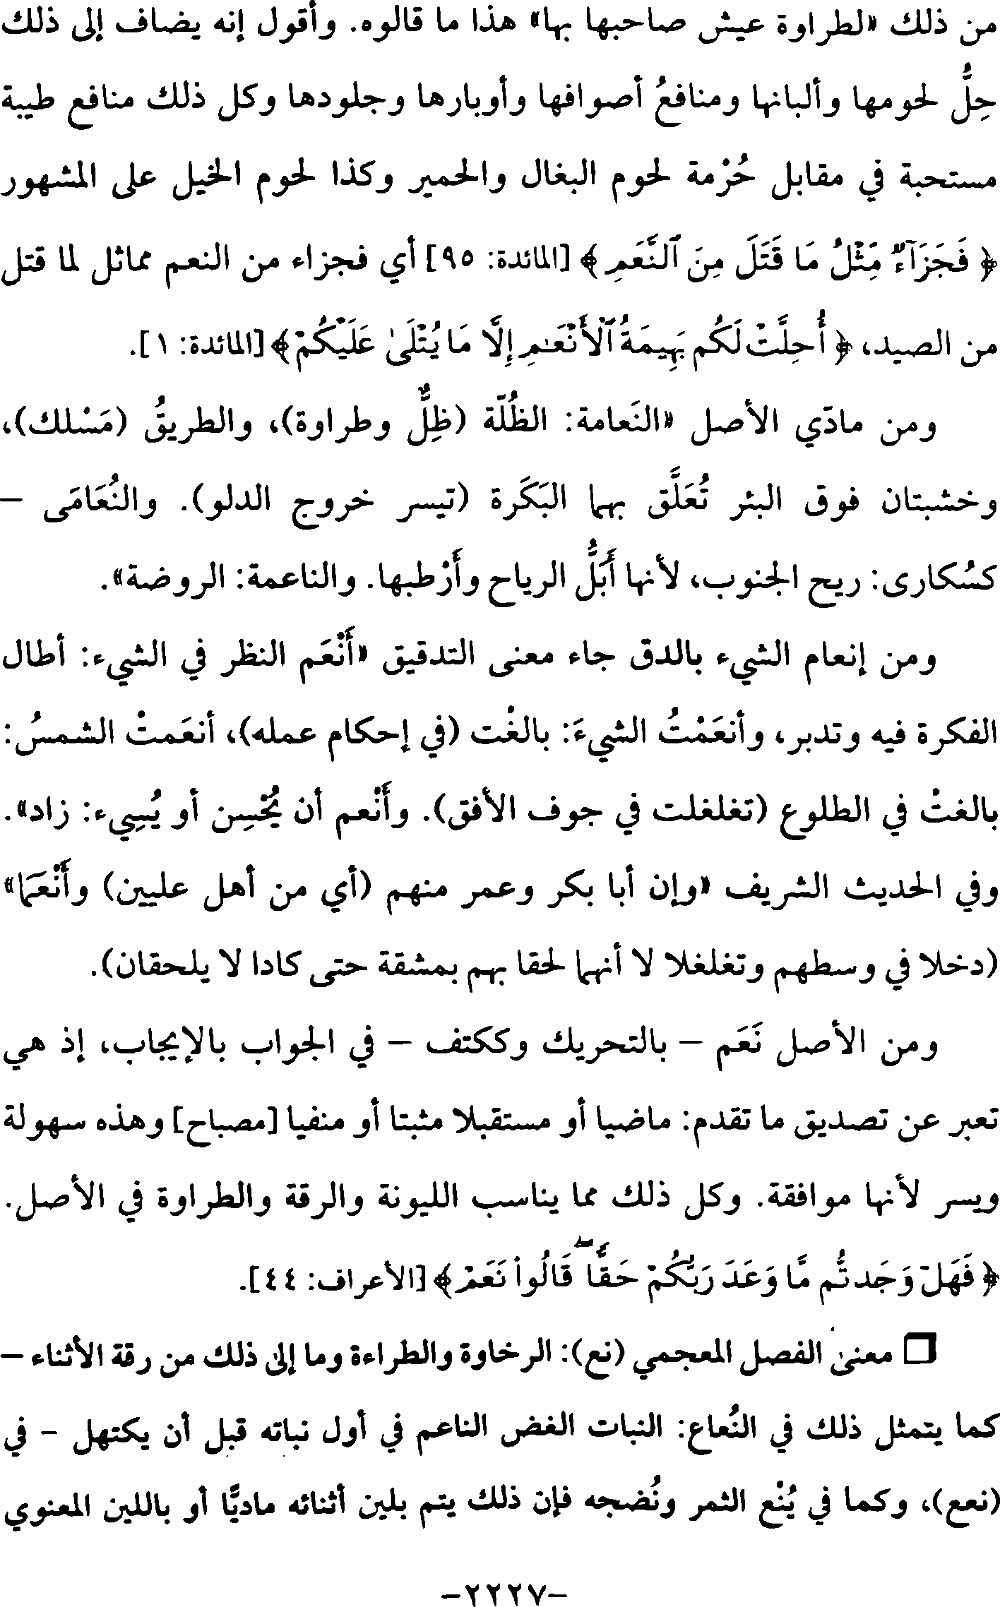 من ذلك «لطراوة عيش صاحبها بها» هذا ما قالوه. وأقول إنه يضاف إلى ذلك
حِلُّ لحومها وألبانها ومنافعُ أصوافها وأوبارها وجلودها وكل ذلك منافع طيبة
مستحبة في مقابل حُرْمة لحوم البغال والحمير وكذا لحوم الخيل على المشهور
﴿ فَجَزَآءٌ مِّثْلُ مَا قَتَلَ مِنَ ٱلنَّعَمِ ﴾ [المائدة: ٩٥] أي فجزاء من النعم مماثل لما قتل
من الصيد، ﴿ أُحِلَّتْ لَكُم بَهِيمَةُ ٱلْأَنْعَـٰمِ إِلَّا مَا يُتْلَىٰ عَلَيْكُمْ ﴾ [المائدة: ١].
ومن مادّي الأصل «النَعامة: الظُلّة (ظِلٌّ وطراوة)، والطريقُ (مَسْلك)،
وخشبتان فوق البئر تُعَلَّق بهما البَكَرة (تيسر خروج الدلو). والنُعَامَى –
كسُكارى: ريح الجنوب، لأنها أَبَلُّ الرياح وأَرْطبها. والناعمة: الروضة».
ومن إنعام الشيء بالدق جاء معنى التدقيق «أَنْعَم النظر في الشيء: أطال
الفكرة فيه وتدبر، وأنعَمْتُ الشيءَ: بالغْت (في إحكام عمله)، أنعَمتْ الشمسُ:
بالغتْ في الطلوع (تغلغلت في جوف الأفق). وأَنْعم أن يُحْسِن أو يُسِيء: زاد».
وفي الحديث الشريف «وإن أبا بكر وعمر منهم (أي من أهل عليين) وأَنْعَمَا»
(دخلا في وسطهم وتغلغلا لا أنهما لحقا بهم بمشقة حتى كادا لا يلحقان).
ومن الأصل نَعَم – بالتحريك وككتف – في الجواب بالإيجاب، إذ هي
تعبر عن تصديق ما تقدم: ماضيا أو مستقبلا مثبتا أو منفيا [مصباح] وهذه سهولة
ويسر لأنها موافقة. وكل ذلك مما يناسب الليونة والرقة والطراوة في الأصل.
﴿ فَهَلْ وَجَدتُّم مَّا وَعَدَ رَبُّكُمْ حَقًّا ۖ قَالُوا۟ نَعَمْ ﴾ [الأعراف: ٤٤].
❒ معنى الفصل المعجمي (نع): الرخاوة والطراءة وما إلى ذلك من رقة الأثناء –
كما يتمثل ذلك في النُعاع: النبات الغض الناعم في أول نباته قبل أن يكتهل – في
(نعع)، وكما في يُنْع الثمر ونُضجه فإن ذلك يتم بلين أثنائه ماديًّا أو باللين المعنوي
-٢٢٢٧-